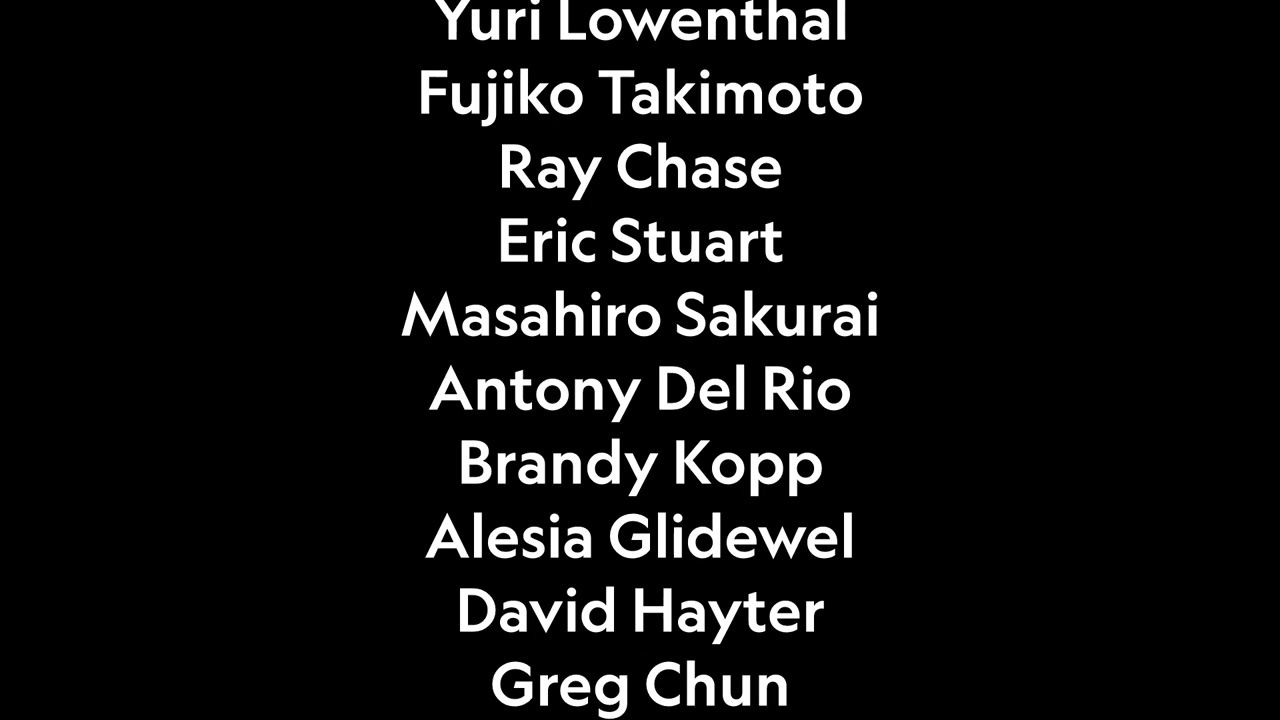 Yuri Lowenthal
Fujiko Takimoto
Ray Chase
Eric Stuart
Masahiro Sakurai
Antony Del Rio
Brandy Kopp
Alesia Glidewel
David Hayter
Greg Chun